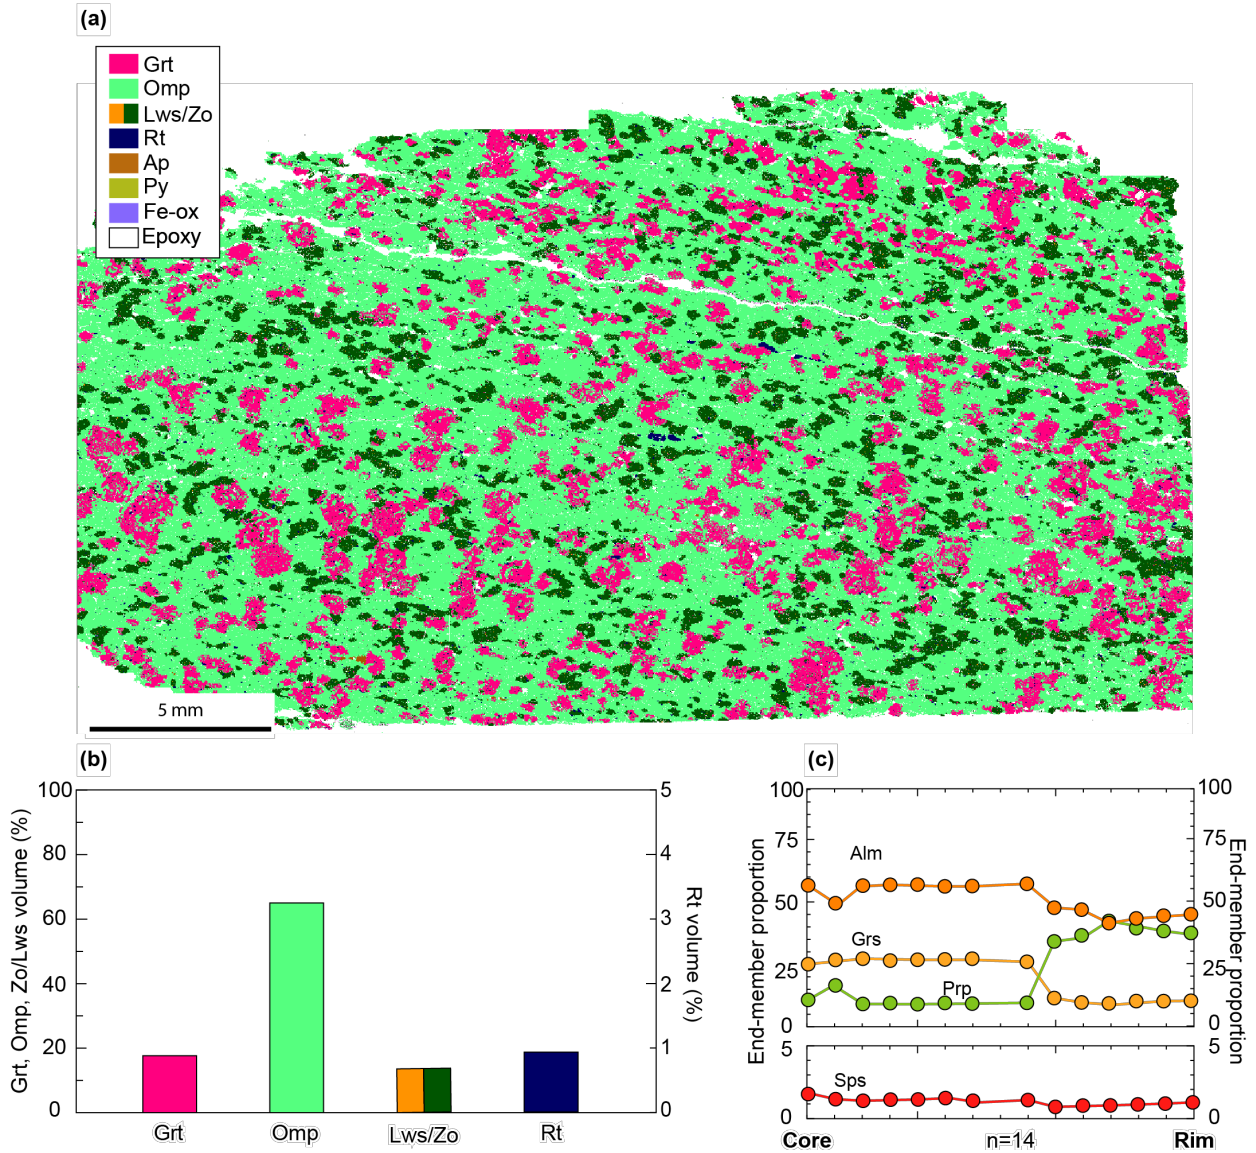 (a)
Grt
Omp
Lws/Zo
Rt
Ap
Py
Fe-ox
Epoxy
5 mm
(b)
Grt, Omp, Zo/Lws volume (%)
100
80
60
40
20
0
5
4
3
2
1
0
Rt volume (%)
Grt
Omp
Lws/Zo
Rt
(c)
End-member proportion
100
75
50
25
0
Alm
Grs
Prp
100
75
50
25
0
End-member proportion
5
0
Sps
5
0
Core
n=14
Rim